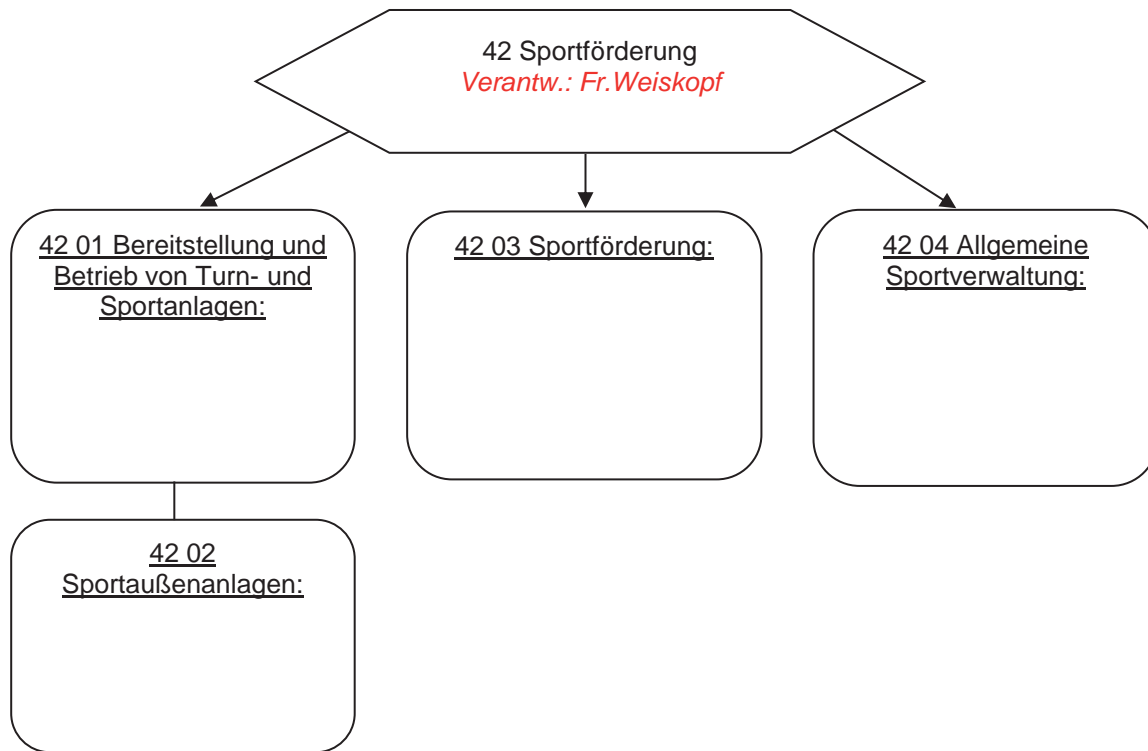 42 Sportförderung
Verantw.: Fr.Weiskopf
42 01 Bereitstellung und
Betrieb von Turn- und
Sportanlagen:
42 03 Sportförderung:
42 04 Allgemeine
Sportverwaltung:
42 02
Sportaußenanlagen: